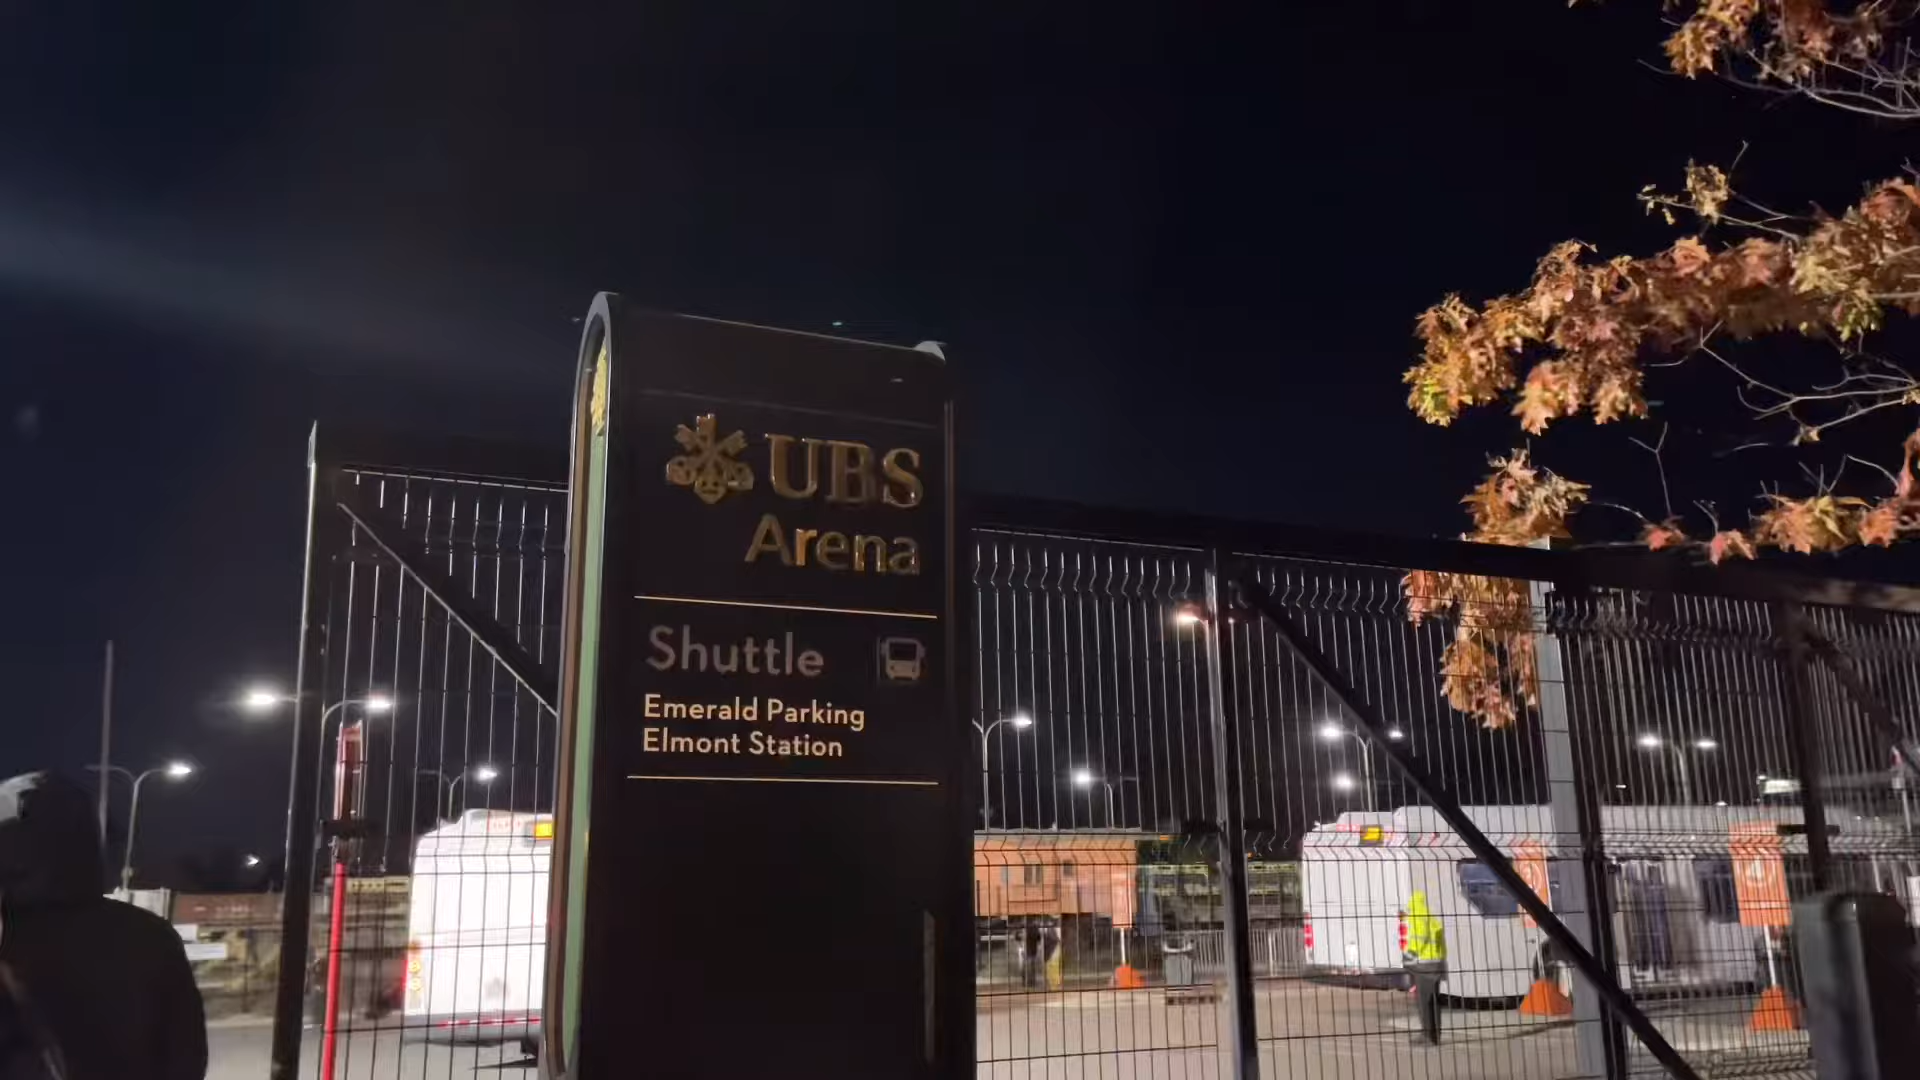 UBS
Arena
Shuttle
Emerald Parking
Elmont Station